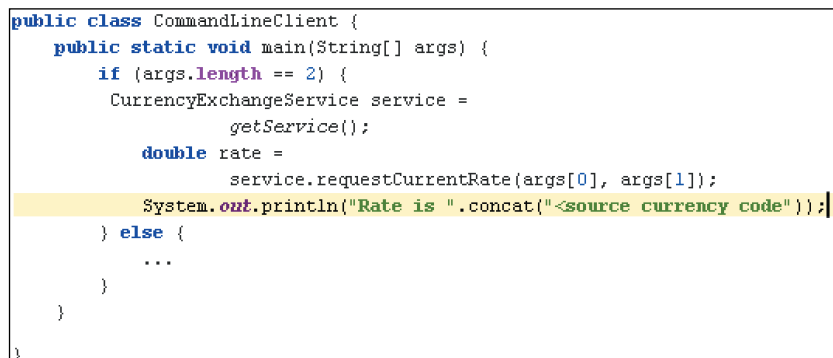 public class CommandLineClient {
    public static void main(String[] args) {
        if (args.length == 2) {
         CurrencyExchangeService service =
                    getService();
            double rate =
                    service.requestCurrentRate(args[0], args[1]);
            System.out.println("Rate is ".concat("<source currency code"));
        } else {
            ...
        }
    }
}